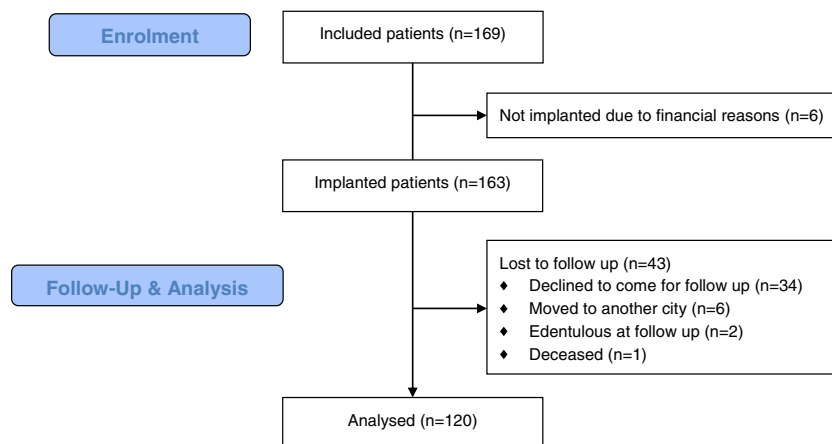 Enrolment
Included patients (n=169)
Not implanted due to financial reasons (n=6)
Implanted patients (n=163)
Follow-Up & Analysis
Lost to follow up (n=43)
♦ Declined to come for follow up (n=34)
♦ Moved to another city (n=6)
♦ Edentulous at follow up (n=2)
♦ Deceased (n=1)
Analysed (n=120)